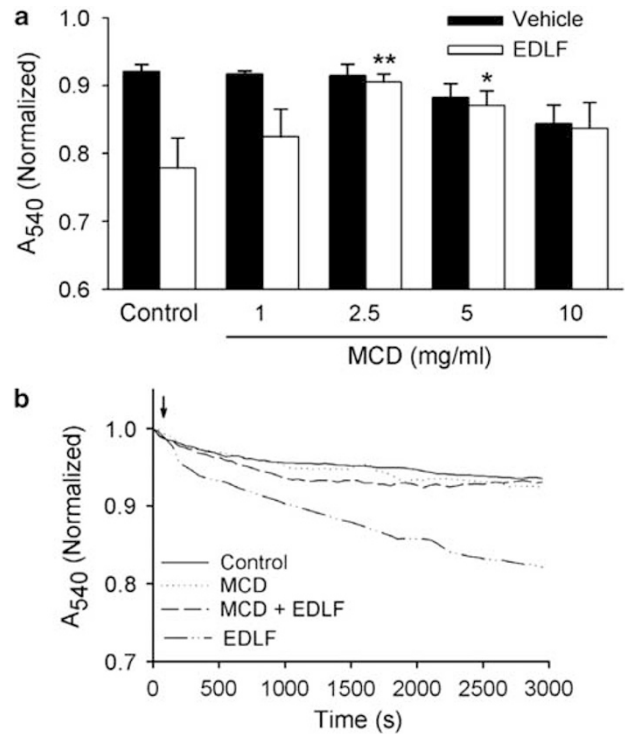 a
Vehicle
EDLF
A540 (Normalized)
1.0
0.9
0.8
0.7
0.6
** 
*
Control 1 2.5 5 10
MCD (mg/ml)
b
A540 (Normalized)
1.0
0.9
0.8
0.7
Control
MCD
MCD + EDLF
EDLF
0 500 1000 1500 2000 2500 3000
Time (s)